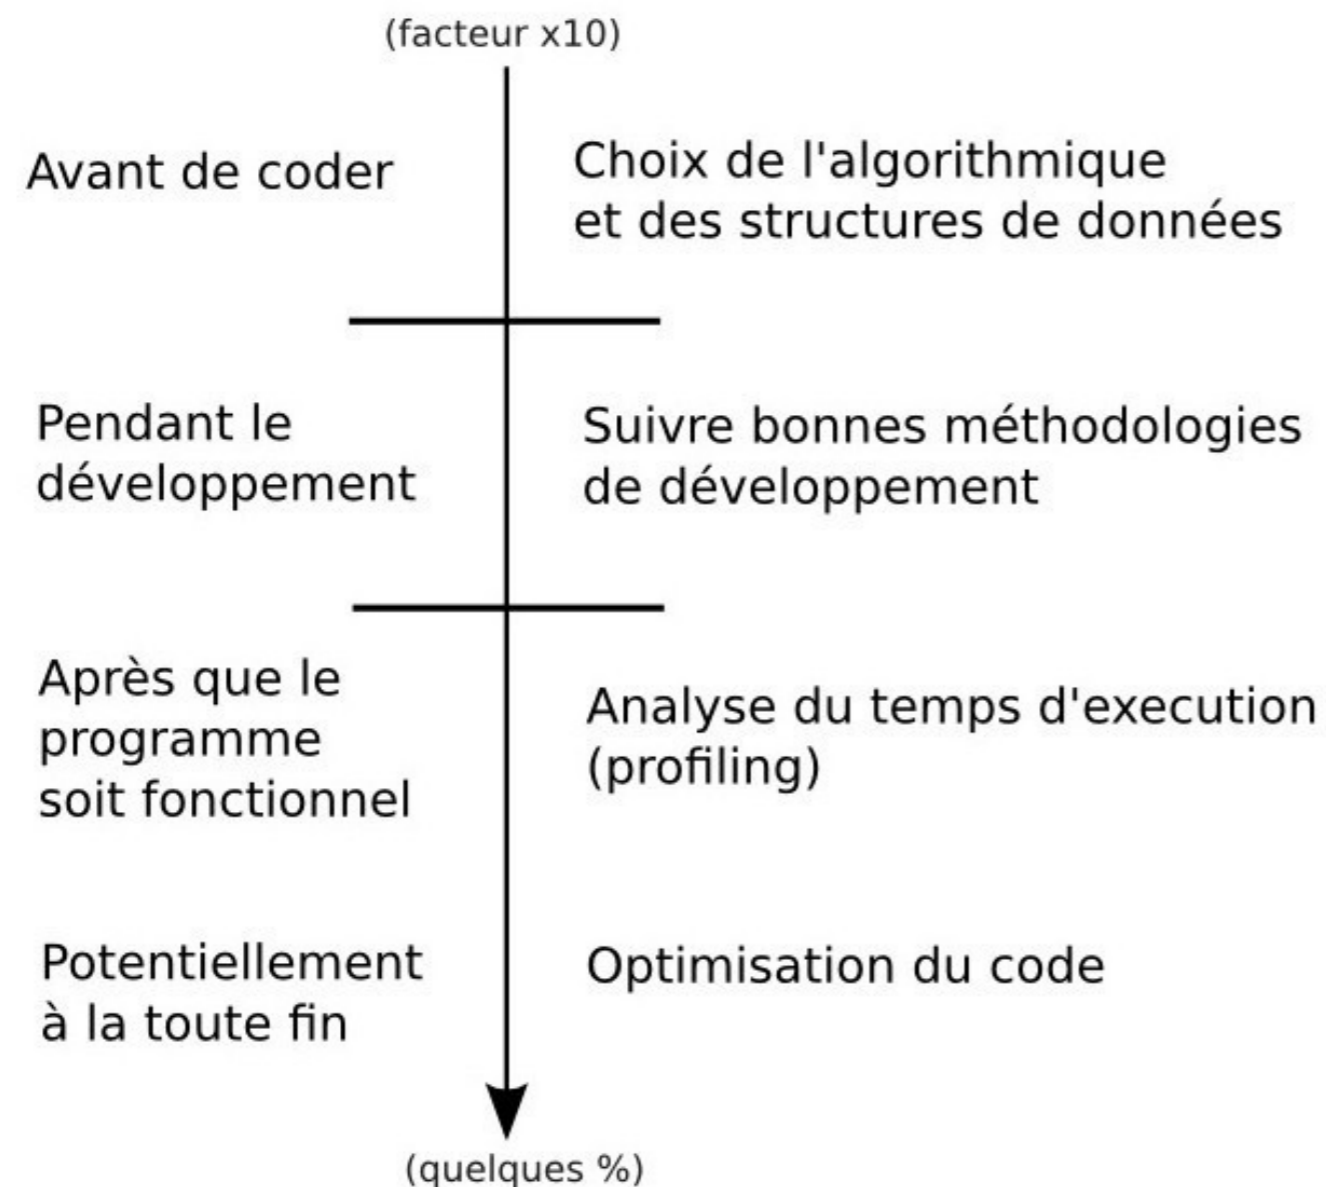 (facteur x10)
Avant de coder
Choix de l'algorithmique
et des structures de données
Pendant le
développement
Suivre bonnes méthodologies
de développement
Après que le
programme
soit fonctionnel
Analyse du temps d'execution
(profiling)
Potentiellement
à la toute fin
Optimisation du code
(quelques %)